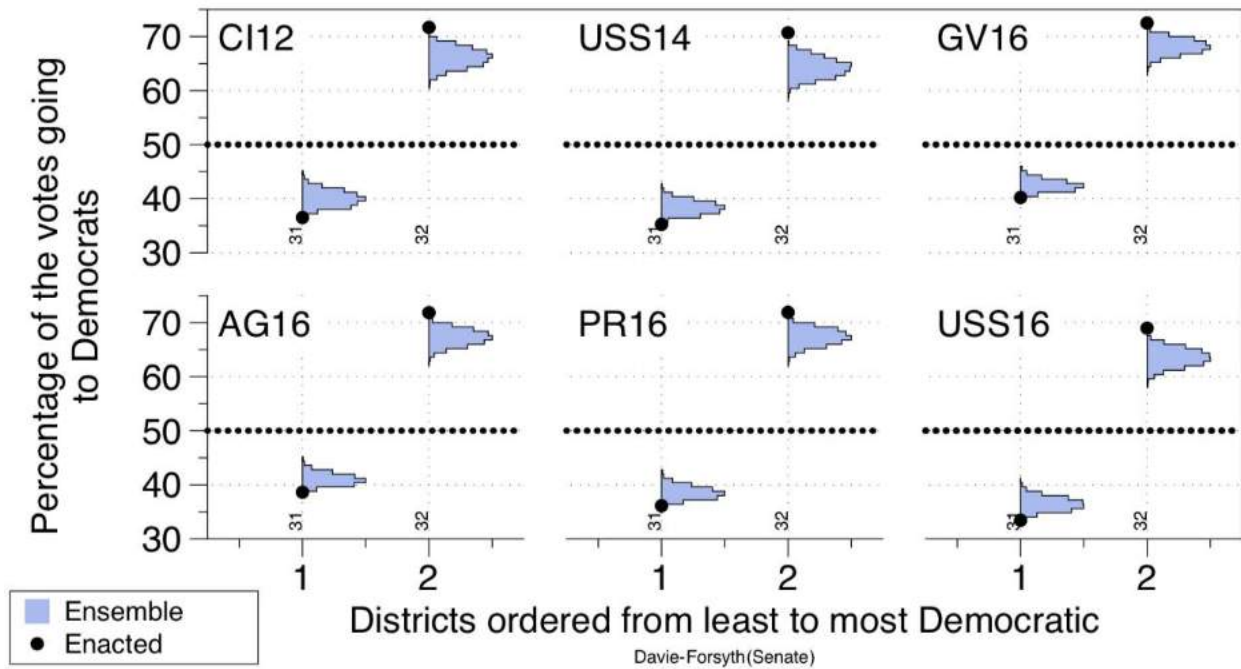 Percentage of the votes going
to Democrats
CI12
USS14
GV16
70
60
50
40
30
31
32
31
32
31
32
AG16
PR16
USS16
70
60
50
40
30
31
32
31
32
31
32
1
2
1
2
1
2
Ensemble
Enacted
Districts ordered from least to most Democratic
Davie-Forsyth(Senate)